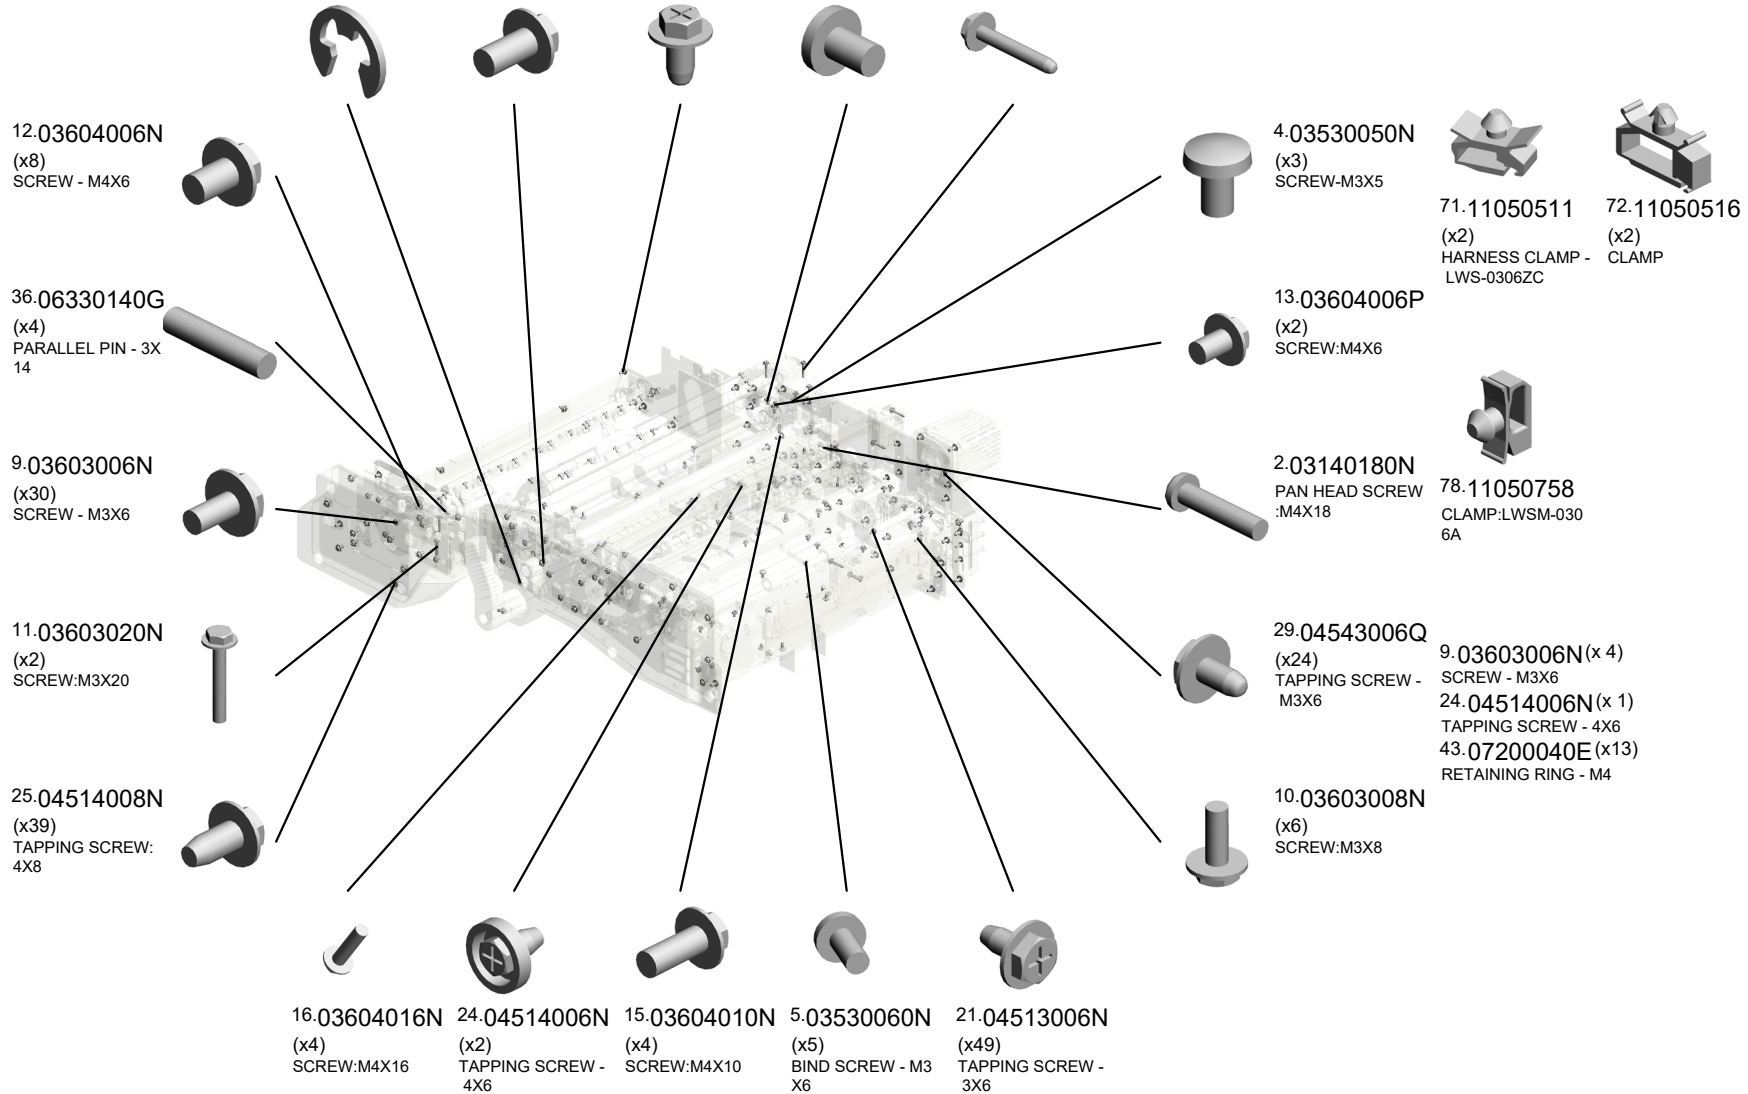 12.03604006N
(x8)
SCREW - M4X6
36.06330140G
(x4)
PARALLEL PIN - 3X
14
9.03603006N
(x30)
SCREW - M3X6
11.03603020N
(x2)
SCREW:M3X20
25.04514008N
(x39)
TAPPING SCREW:
4X8
16.03604016N
(x4)
SCREW:M4X16
24.04514006N
(x2)
TAPPING SCREW -
4X6
15.03604010N
(x4)
SCREW:M4X10
5.03530060N
(x5)
BIND SCREW - M3
X6
21.04513006N
(x49)
TAPPING SCREW -
3X6
4.03530050N
(x3)
SCREW-M3X5
13.03604006P
(x2)
SCREW:M4X6
2.03140180N
PAN HEAD SCREW
:M4X18
29.04543006Q
(x24)
TAPPING SCREW -
M3X6
10.03603008N
(x6)
SCREW:M3X8
71.11050511
(x2)
HARNESS CLAMP -
LWS-0306ZC
72.11050516
(x2)
CLAMP
78.11050758
CLAMP:LWSM-030
6A
9.03603006N (x 4)
SCREW - M3X6
24.04514006N (x 1)
TAPPING SCREW - 4X6
43.07200040E (x13)
RETAINING RING - M4